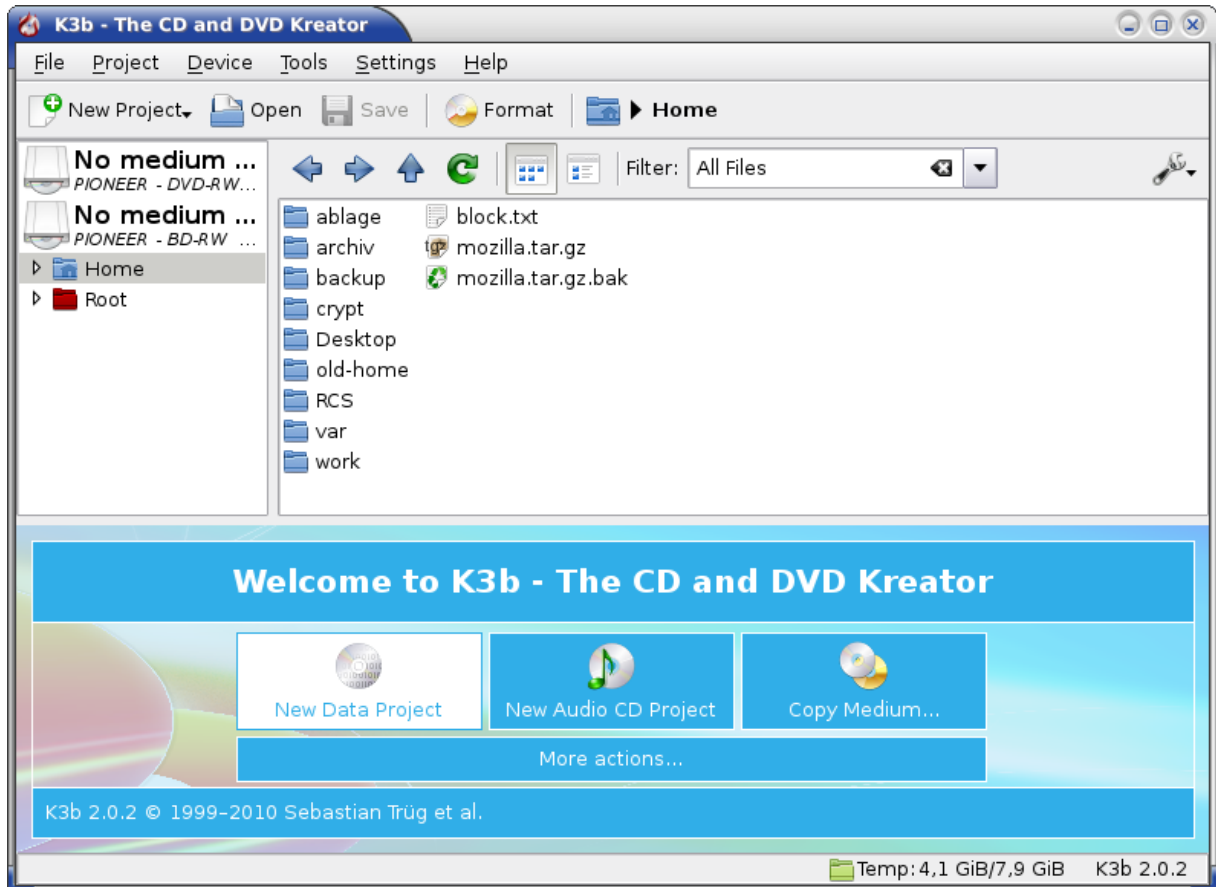 K3b - The CD and DVD Kreator
File Project Device Tools Settings Help
New Project Open Save Format Home
No medium ...
PIONEER - DVD-RW...
No medium ...
PIONEER - BD-RW ...
Home
Root
Filter: All Files
ablage
archiv
backup
crypt
Desktop
old-home
RCS
var
work
block.txt
mozilla.tar.gz
mozilla.tar.gz.bak
Welcome to K3b - The CD and DVD Kreator
New Data Project
New Audio CD Project
Copy Medium...
More actions...
K3b 2.0.2 © 1999–2010 Sebastian Trüg et al.
Temp: 4,1 GiB/7,9 GiB K3b 2.0.2